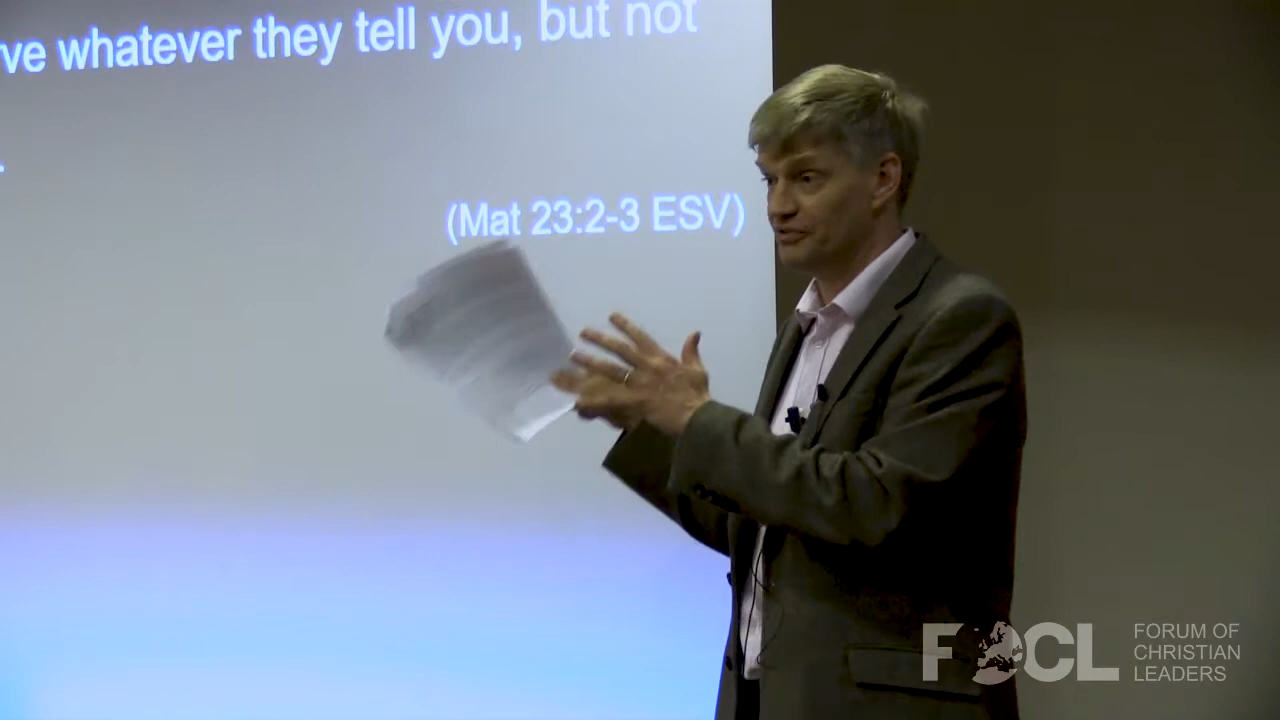 ve whatever they tell you, but not
.
(Mat 23:2-3 ESV)
FOCL
FORUM OF
CHRISTIAN
LEADERS